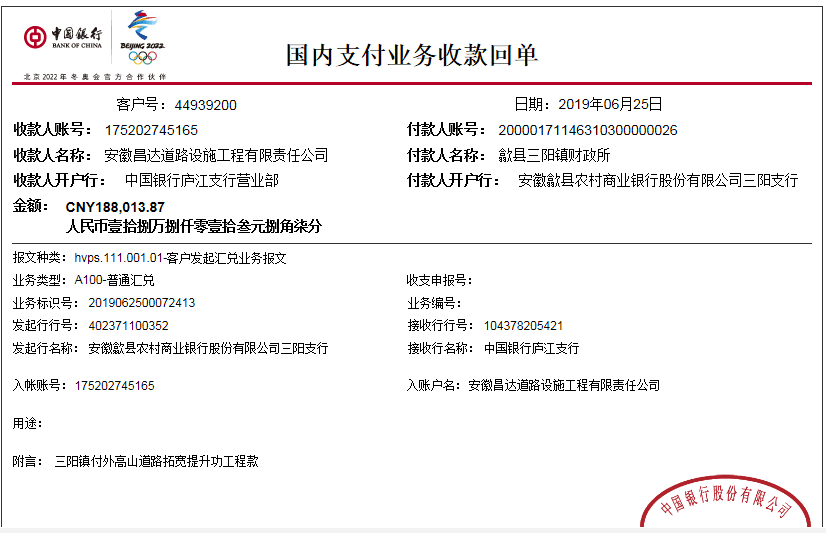 中国银行
BANK OF CHINA
BEIJING 2022
北京2022年冬奥会官方合作伙伴
国内支付业务收款回单
客户号：44939200 日期：2019年06月25日
收款人账号：175202745165 付款人账号：20000171146310300000026
收款人名称：安徽昌达道路设施工程有限责任公司 付款人名称：歙县三阳镇财政所
收款人开户行：中国银行庐江支行营业部 付款人开户行：安徽歙县农村商业银行股份有限公司三阳支行
金额：CNY188,013.87
人民币壹拾捌万捌仟零壹拾叁元捌角柒分
报文种类：hvps.111.001.01-客户发起汇兑业务报文
业务类型：A100-普通汇兑 收支申报号：
业务标识号：2019062500072413 业务编号：
发起行行号：402371100352 接收行行号：104378205421
发起行名称：安徽歙县农村商业银行股份有限公司三阳支行 接收行名称：中国银行庐江支行
入帐账号：175202745165 入账户名：安徽昌达道路设施工程有限责任公司
用途：
附言：三阳镇付外高山道路拓宽提升功工程款
中国银行股份有限公司